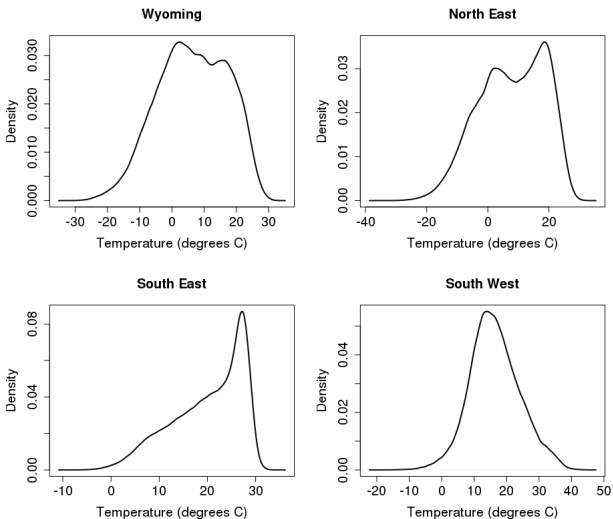 Wyoming
0.000 0.010 0.020 0.030
Density
-30 -20 -10 0 10 20 30
Temperature (degrees C)
North East
0.00 0.01 0.02 0.03
Density
-40 -20 0 20
Temperature (degrees C)
South East
0.00 0.04 0.08
Density
-10 0 10 20 30
Temperature (degrees C)
South West
0.00 0.02 0.04
Density
-20 -10 0 10 20 30 40 50
Temperature (degrees C)